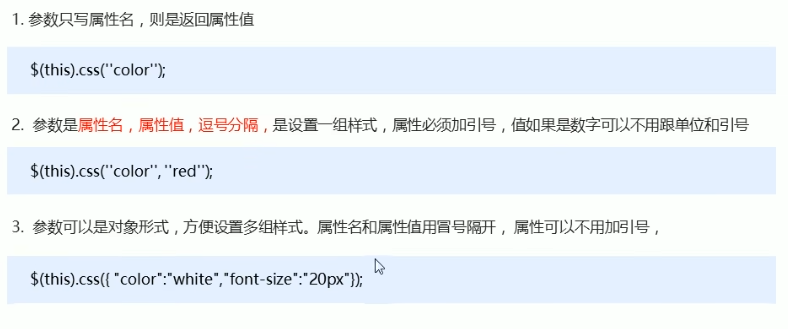 1. 参数只写属性名，则是返回属性值
$(this).css(''color'');
2. 参数是属性名，属性值，逗号分隔，是设置一组样式，属性必须加引号，值如果是数字可以不用跟单位和引号
$(this).css(''color'', ''red'');
3. 参数可以是对象形式，方便设置多组样式。属性名和属性值用冒号隔开， 属性可以不用加引号，
$(this).css({ "color":"white","font-size":"20px"});